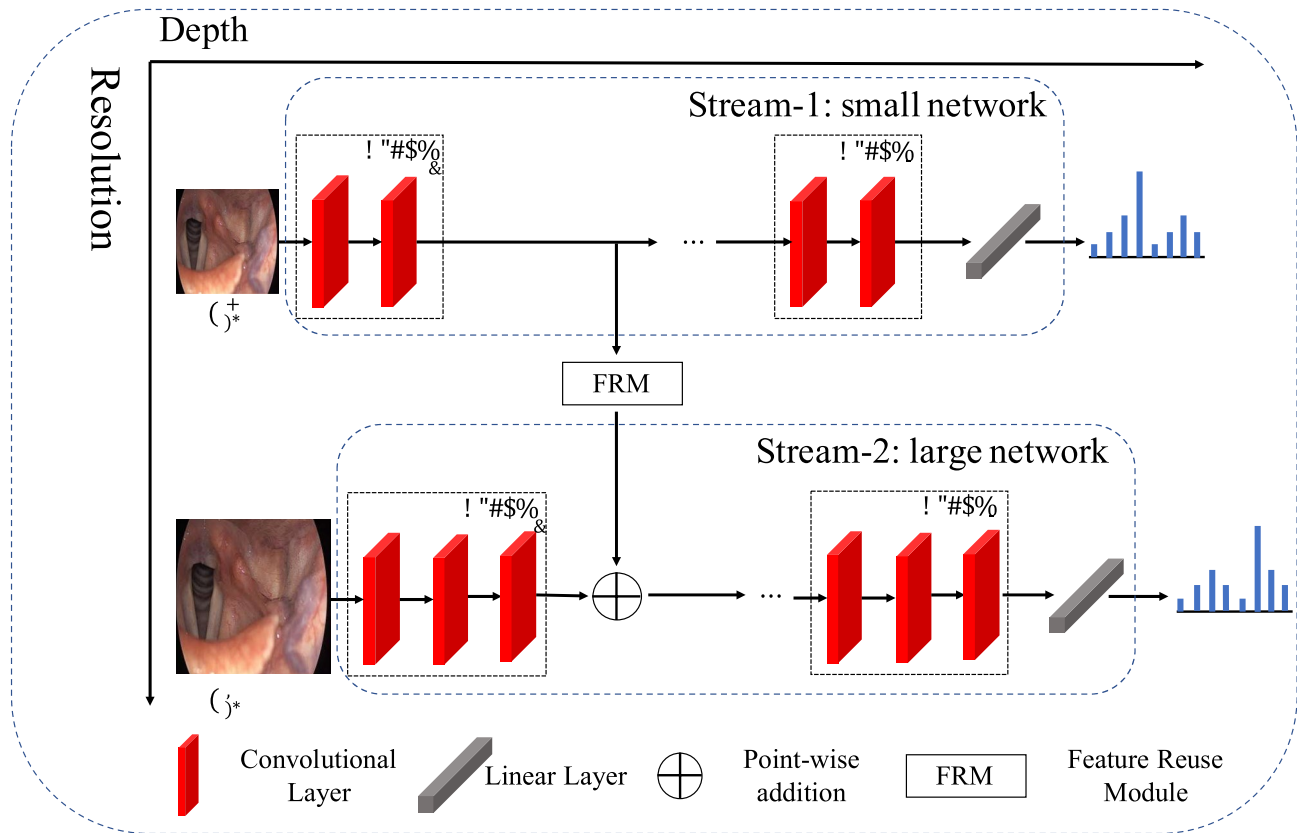 Depth
Resolution
Stream-1: small network
! "#$%
&
! "#$%
...
( + )*
FRM
Stream-2: large network
! "#$%
&
! "#$%
...
( , )*
Convolutional
Layer
Linear Layer
Point-wise
addition
FRM
Feature Reuse
Module